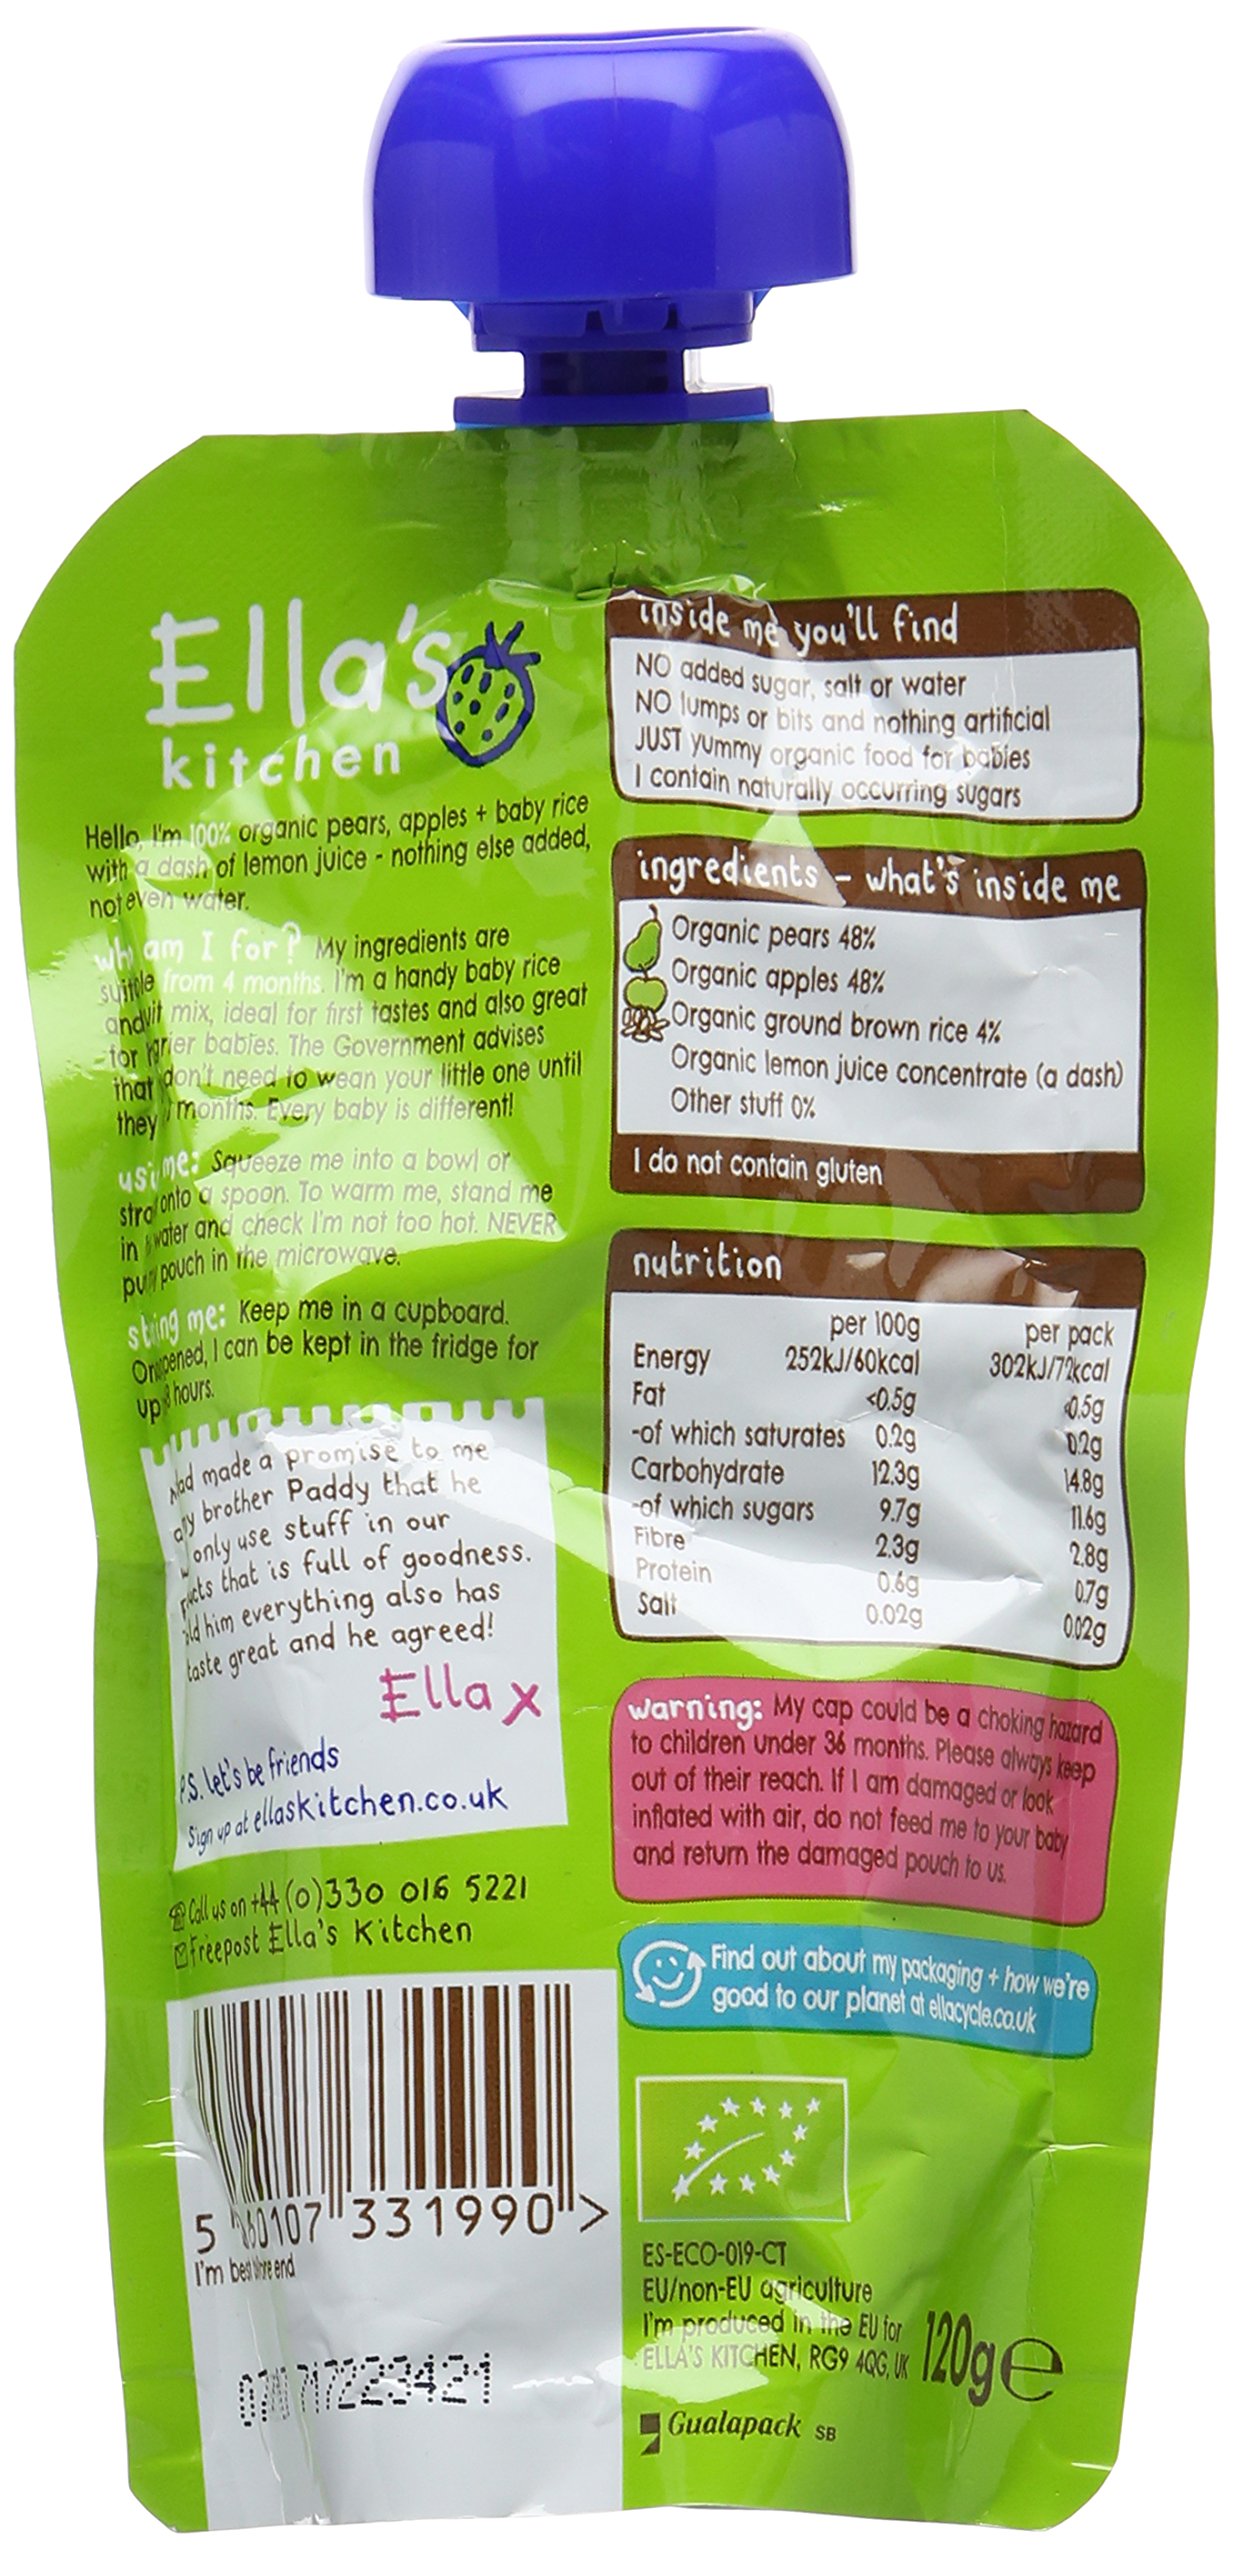 Ella's
kitchen
Hello, I'm 100% organic pears, apples + baby rice
with a dash of lemon juice - nothing else added,
not even water.
am I for? My ingredients are
from 4 months. I'm a handy baby rice
mix, ideal for first tastes and also great
for babies. The Government advises
that don't need to wean your little one until
they months. Every baby is different!
me: Squeeze me into a bowl or
onto a spoon. To warm me, stand me
in water and check I'm not too hot. NEVER
pouch in the microwave.
me: Keep me in a cupboard.
I can be kept in the fridge for
up hours.
made a promise to me
brother Paddy that he
only use stuff in our
that is full of goodness.
him everything also has
taste great and he agreed!
Ella x
P.S. let's be friends
Sign up at ellaskitchen.co.uk
Call us on +44 (0)330 016 5221
Freepost Ella's Kitchen
331990 >
I'm end
inside me you'll find
NO added sugar, salt or water
NO lumps or bits and nothing artificial
JUST yummy organic food for babies
I contain naturally occurring sugars
ingredients - what's inside me
Organic pears 48%
Organic apples 48%
Organic ground brown rice 4%
Organic lemon juice concentrate (a dash)
Other stuff 0%
I do not contain gluten
nutrition
per 100g per pack
Energy 252kJ/60kcal 302kJ/72kcal
Fat <0.5g <0.5g
-of which saturates 0.2g 0.2g
Carbohydrate 12.3g 14.8g
-of which sugars 9.7g 11.6g
Fibre 2.3g 2.8g
Protein 0.6g 0.7g
Salt 0.02g 0.02g
warning: My cap could be a choking hazard
to children under 36 months. Please always keep
out of their reach. If I am damaged or look
inflated with air, do not feed me to your baby
and return the damaged pouch to us.
Find out about my packaging + how we're
good to our planet at ellacycle.co.uk
ES-ECO-019-CT
EU/non-EU agriculture
I'm produced in the EU for
ELLA'S KITCHEN, RG9 4QG, UK
120g e
Gualapack SB